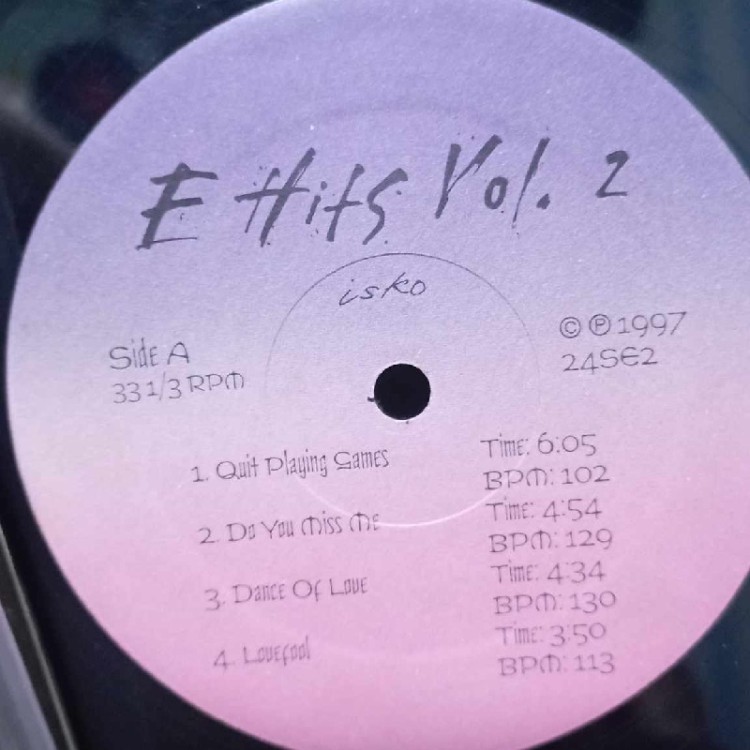 E Hits Vol. 2
isko
Side A
33 1/3 RPM
© ℗ 1997
24SE2
1. Quit Playing Games
Time: 6:05
BPM: 102
2. Do You Miss Me
Time: 4:54
BPM: 129
3. Dance Of Love
Time: 4:34
BPM: 130
4. Lovefool
Time: 3:50
BPM: 113